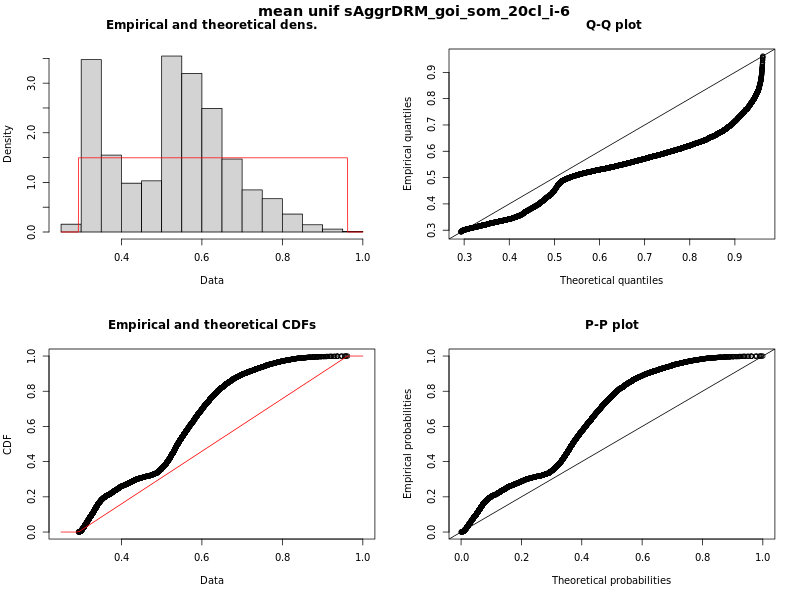 mean unif sAggrDRM_goi_som_20cl_i-6
Empirical and theoretical dens.
Density
0.0 1.0 2.0 3.0
0.4 0.6 0.8 1.0
Data
Q-Q plot
Empirical quantiles
0.3 0.4 0.5 0.6 0.7 0.8 0.9
0.3 0.4 0.5 0.6 0.7 0.8 0.9
Theoretical quantiles
Empirical and theoretical CDFs
CDF
0.0 0.2 0.4 0.6 0.8 1.0
0.4 0.6 0.8 1.0
Data
P-P plot
Empirical probabilities
0.0 0.2 0.4 0.6 0.8 1.0
0.0 0.2 0.4 0.6 0.8 1.0
Theoretical probabilities